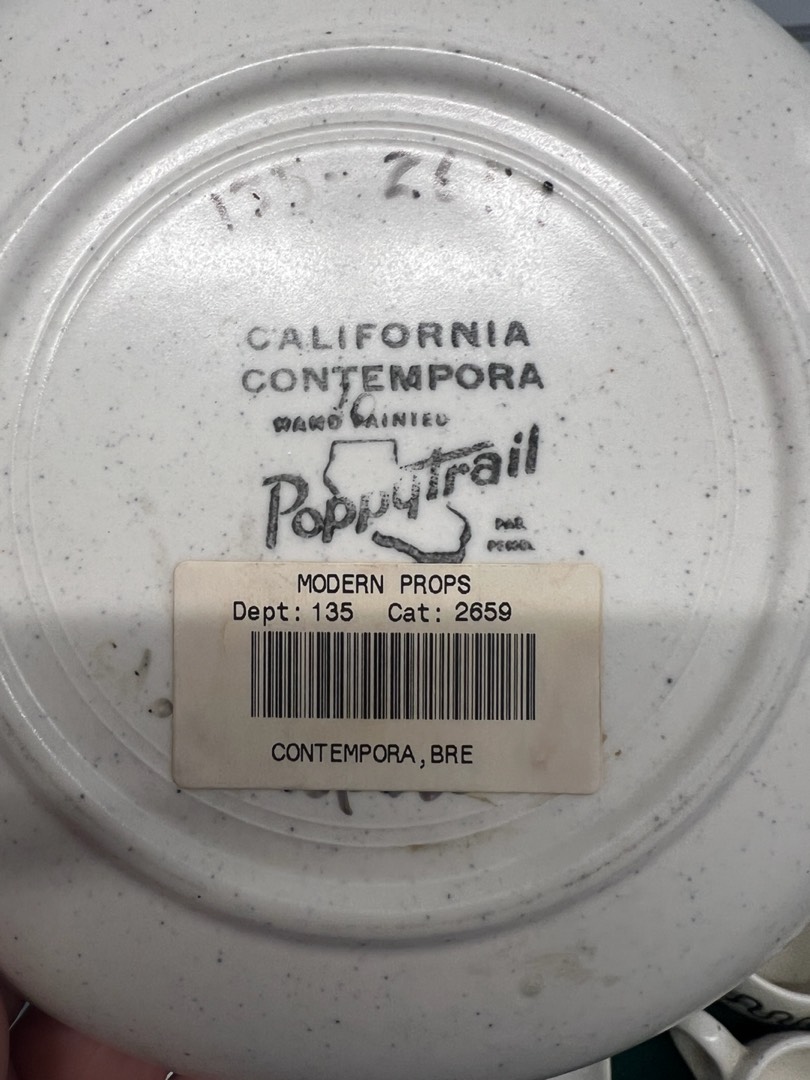 CALIFORNIA
CONTEMPORA
HAND PAINTED
Poppytrail
MODERN PROPS
Dept: 135 Cat: 2659
CONTEMPORA,BRE